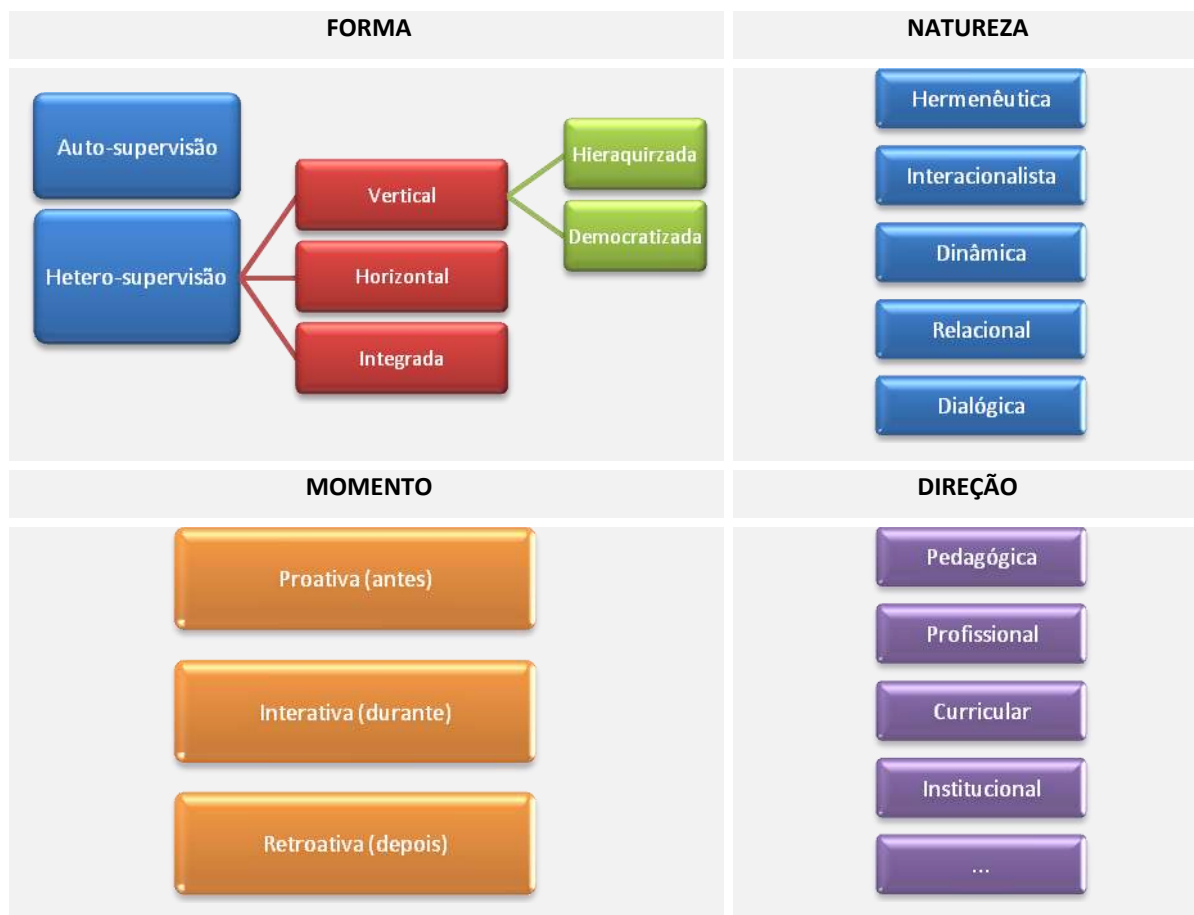 FORMA
Auto-supervisão
Hetero-supervisão
Vertical
Horizontal
Integrada
Hieraquirzada
Democratizada
NATUREZA
Hermenêutica
Interacionalista
Dinâmica
Relacional
Dialógica
MOMENTO
Proativa (antes)
Interativa (durante)
Retroativa (depois)
DIREÇÃO
Pedagógica
Profissional
Curricular
Institucional
...